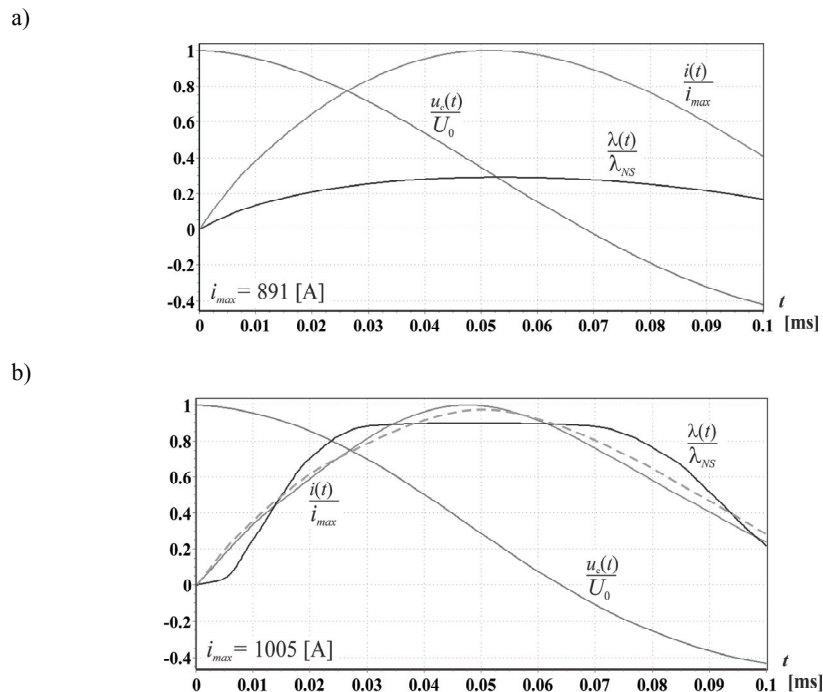 a)
1
0.8
0.6
0.4
0.2
0
-0.2
-0.4
u_c(t)
U_0
i(t)
i_max
λ(t)
λ_NS
i_max = 891 [A]
0 0.01 0.02 0.03 0.04 0.05 0.06 0.07 0.08 0.09 0.1
t
[ms]
b)
1
0.8
0.6
0.4
0.2
0
-0.2
-0.4
i(t)
i_max
λ(t)
λ_NS
u_c(t)
U_0
i_max = 1005 [A]
0 0.01 0.02 0.03 0.04 0.05 0.06 0.07 0.08 0.09 0.1
t
[ms]